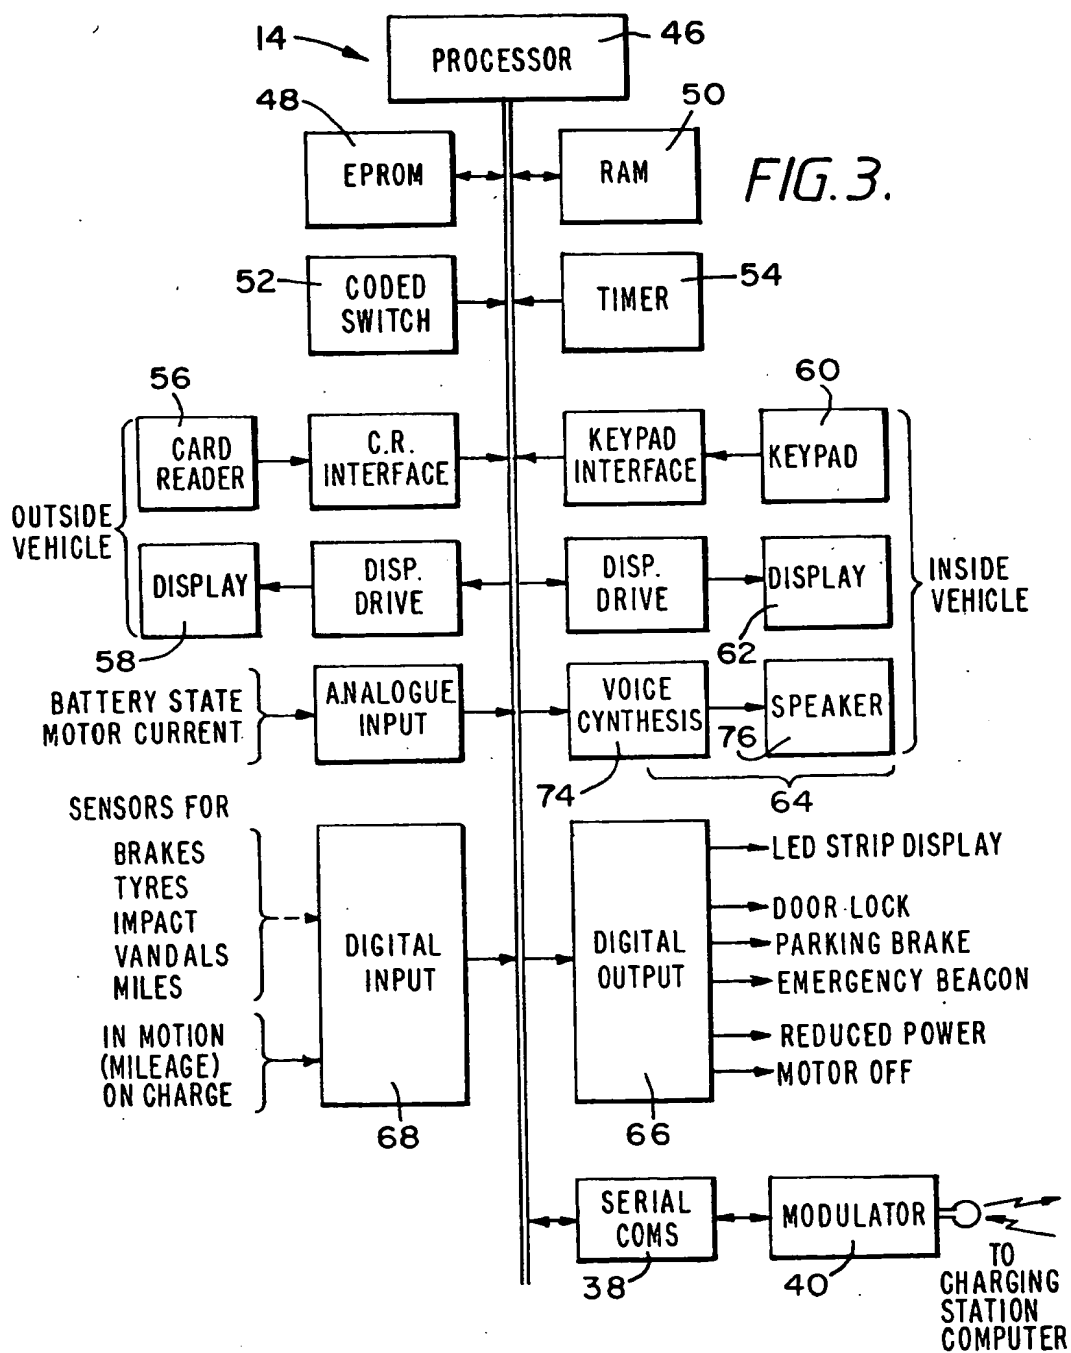 14
46
PROCESSOR
48
50
EPROM
RAM
FIG. 3.
52
54
CODED
SWITCH
TIMER
56
60
CARD
READER
C.R.
INTERFACE
KEYPAD
INTERFACE
KEYPAD
OUTSIDE
VEHICLE
DISPLAY
DISP.
DRIVE
DISP.
DRIVE
DISPLAY
INSIDE
VEHICLE
58
62
BATTERY STATE
MOTOR CURRENT
ANALOGUE
INPUT
VOICE
CYNTHESIS
SPEAKER
76
74
64
SENSORS FOR
BRAKES
TYRES
IMPACT
VANDALS
MILES
IN MOTION
(MILEAGE)
ON CHARGE
DIGITAL
INPUT
68
DIGITAL
OUTPUT
66
LED STRIP DISPLAY
DOOR LOCK
PARKING BRAKE
EMERGENCY BEACON
REDUCED POWER
MOTOR OFF
SERIAL
COMS
38
MODULATOR
40
TO
CHARGING
STATION
COMPUTER